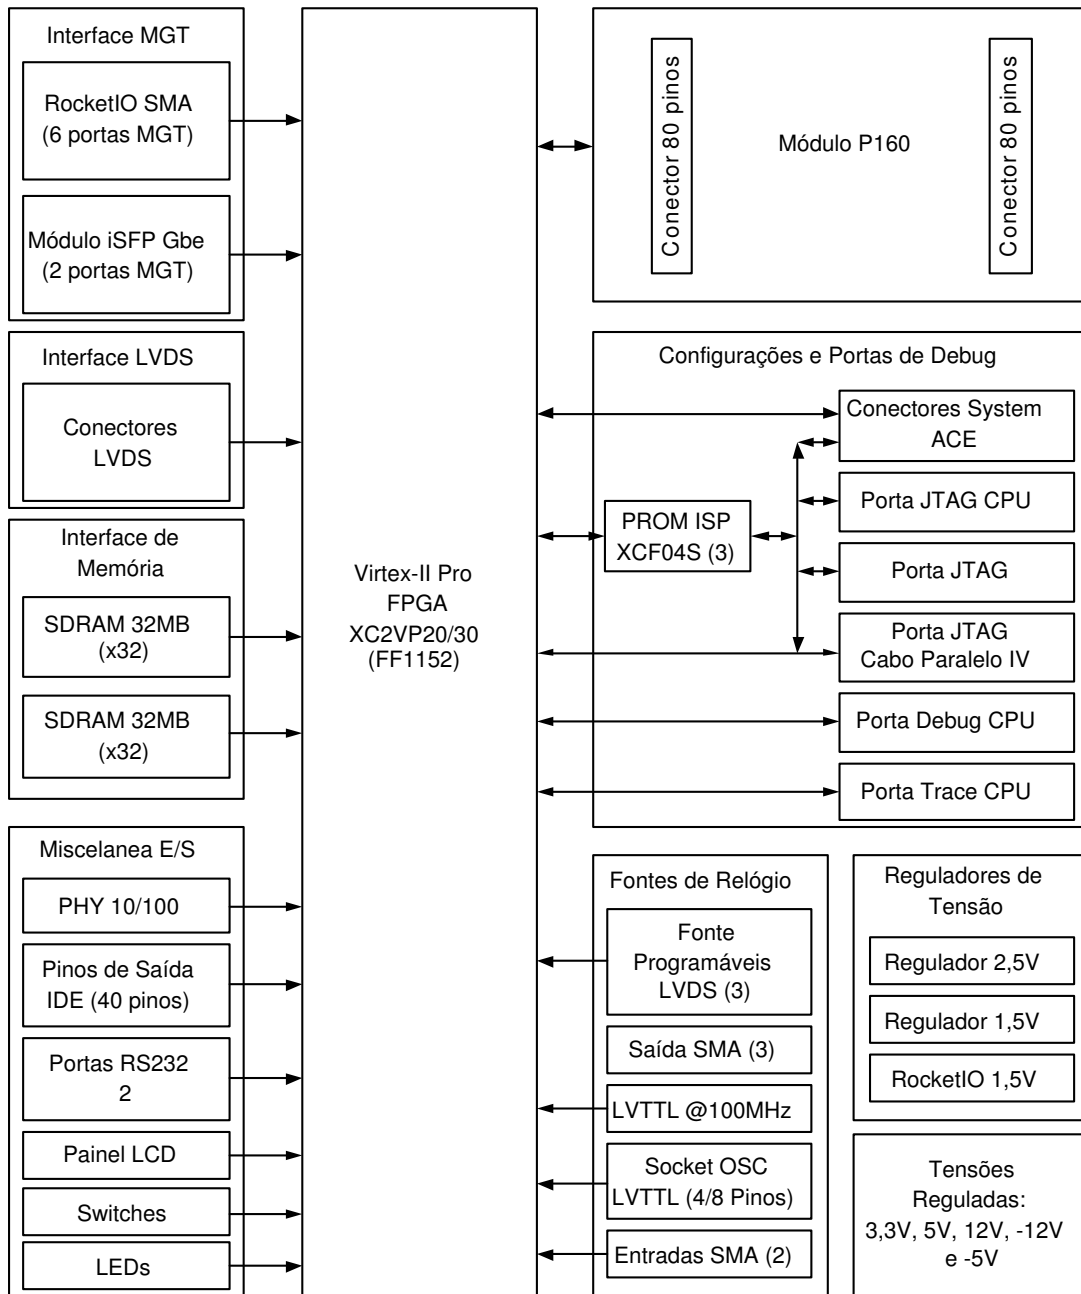 Interface MGT
RocketIO SMA
(6 portas MGT)
Módulo iSFP Gbe
(2 portas MGT)
Interface LVDS
Conectores
LVDS
Interface de
Memória
SDRAM 32MB
(x32)
SDRAM 32MB
(x32)
Miscelanea E/S
PHY 10/100
Pinos de Saída
IDE (40 pinos)
Portas RS232
2
Painel LCD
Switches
LEDs
Virtex-II Pro
FPGA
XC2VP20/30
(FF1152)
Conector 80 pinos
Módulo P160
Conector 80 pinos
Configurações e Portas de Debug
Conectores System
ACE
Porta JTAG CPU
PROM ISP
XCF04S (3)
Porta JTAG
Porta JTAG
Cabo Paralelo IV
Porta Debug CPU
Porta Trace CPU
Fontes de Relógio
Fonte
Programáveis
LVDS (3)
Saída SMA (3)
LVTTL @100MHz
Socket OSC
LVTTL (4/8 Pinos)
Entradas SMA (2)
Reguladores de
Tensão
Regulador 2,5V
Regulador 1,5V
RocketIO 1,5V
Tensões
Reguladas:
3,3V, 5V, 12V, -12V
e -5V